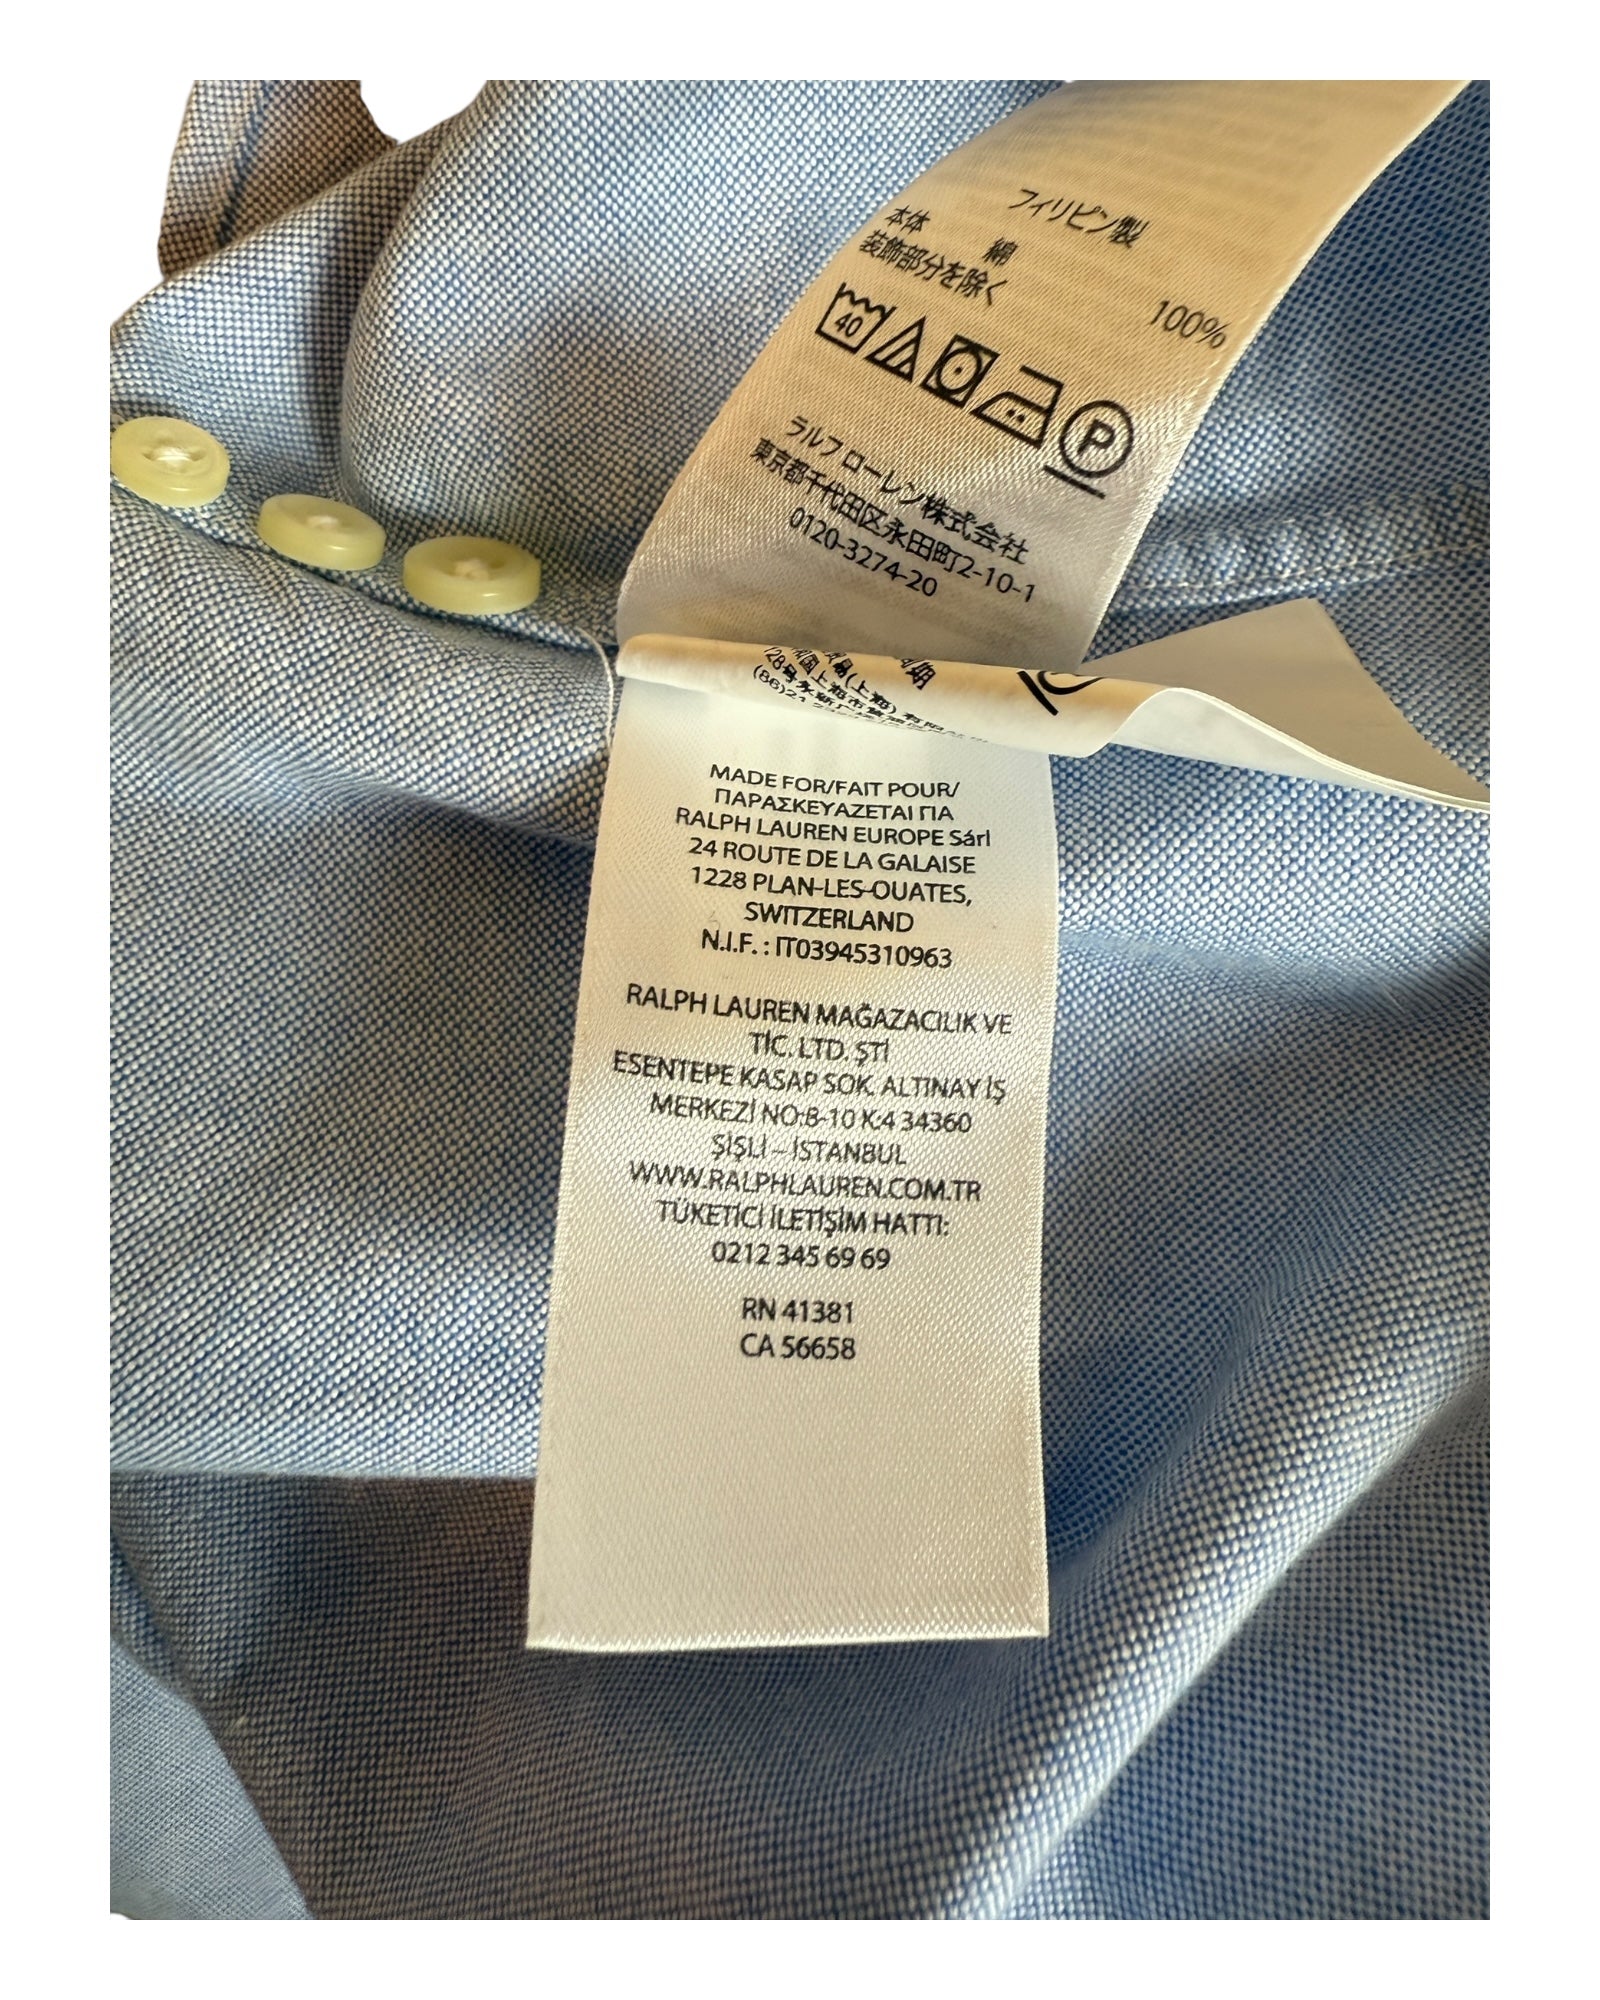 フィリピン製
本体 綿 100%
装飾部分を除く
40
P
ラルフ ローレン株式会社
東京都千代田区永田町2-10-1
0120-3274-20
MADE FOR/FAIT POUR/
ΠΑΡΑΣΚΕΥΑΖΕΤΑΙ ΓΙΑ
RALPH LAUREN EUROPE Sárl
24 ROUTE DE LA GALAISE
1228 PLAN-LES-OUATES,
SWITZERLAND
N.I.F. : IT03945310963
RALPH LAUREN MAĞAZACILIK VE
TİC. LTD. ŞTİ
ESENTEPE KASAP SOK. ALTINAY İŞ
MERKEZİ NO:8-10 K:4 34360
ŞİŞLİ – İSTANBUL
WWW.RALPHLAUREN.COM.TR
TÜKETİCİ İLETİŞİM HATTI:
0212 345 69 69
RN 41381
CA 56658